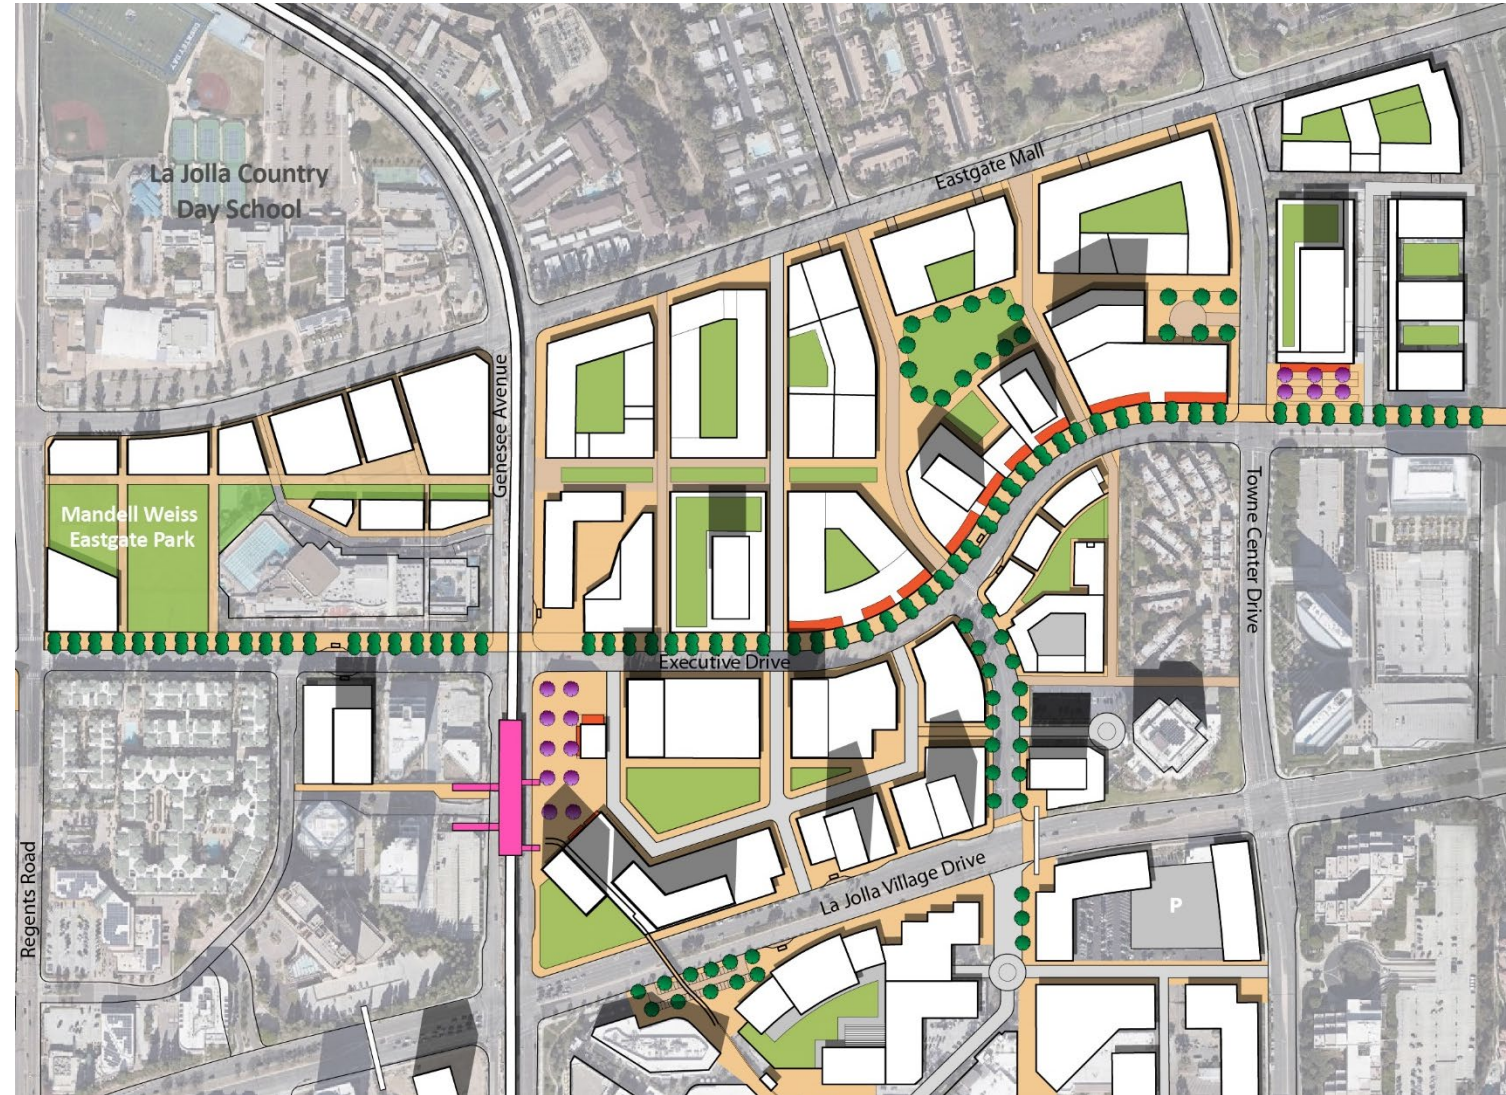 La Jolla Country
Day School
Eastgate Mall
Genesee Avenue
Mandell Weiss
Eastgate Park
Towne Center Drive
Executive Drive
Regents Road
La Jolla Village Drive
P